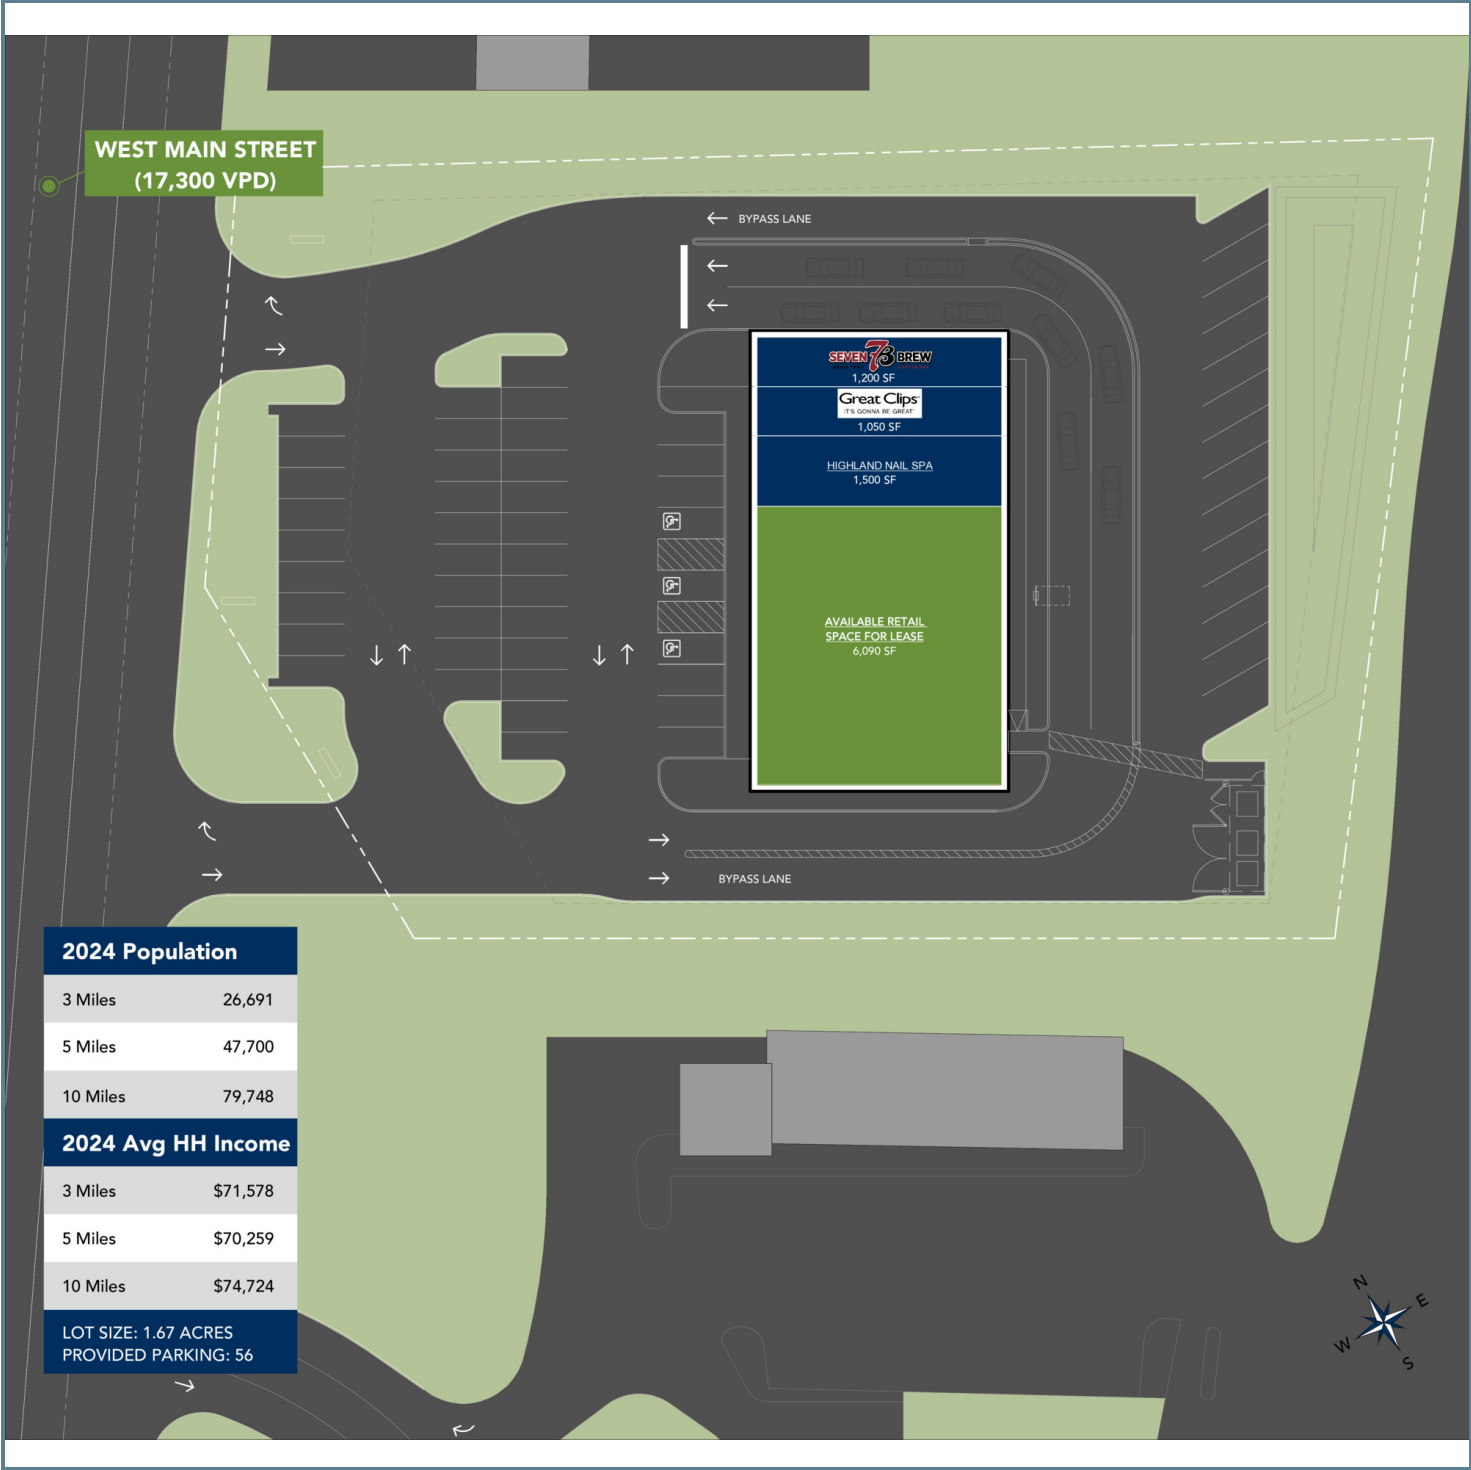 WEST MAIN STREET
(17,300 VPD)
BYPASS LANE
SEVEN 7B BREW
1,200 SF
Great Clips®
IT'S GONNA BE GREAT®
1,050 SF
HIGHLAND NAIL SPA
1,500 SF
AVAILABLE RETAIL
SPACE FOR LEASE
6,090 SF
BYPASS LANE
2024 Population
3 Miles 26,691
5 Miles 47,700
10 Miles 79,748
2024 Avg HH Income
3 Miles $71,578
5 Miles $70,259
10 Miles $74,724
LOT SIZE: 1.67 ACRES
PROVIDED PARKING: 56
N
E
W
S